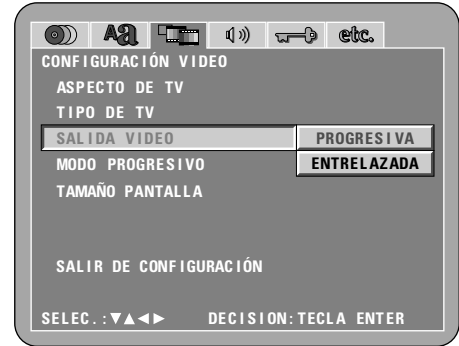 Aa etc.
CONFIGURACIÓN VIDEO
ASPECTO DE TV
TIPO DE TV
SALIDA VIDEO PROGRESIVA
MODO PROGRESIVO ENTRELAZADA
TAMAÑO PANTALLA
SALIR DE CONFIGURACIÓN
SELEC.:▼▲◄► DECISION:TECLA ENTER